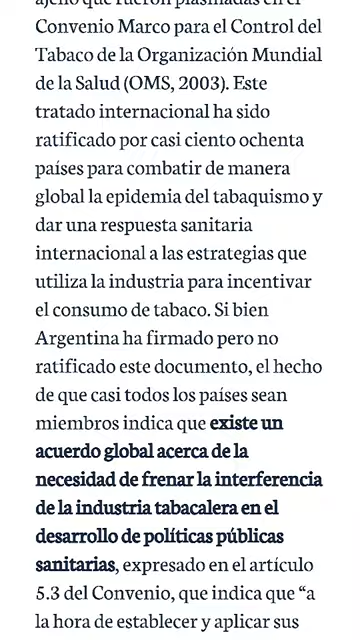 ajeno que fueron plasmadas en el
Convenio Marco para el Control del
Tabaco de la Organización Mundial
de la Salud (OMS, 2003). Este
tratado internacional ha sido
ratificado por casi ciento ochenta
países para combatir de manera
global la epidemia del tabaquismo y
dar una respuesta sanitaria
internacional a las estrategias que
utiliza la industria para incentivar
el consumo de tabaco. Si bien
Argentina ha firmado pero no
ratificado este documento, el hecho
de que casi todos los países sean
miembros indica que existe un
acuerdo global acerca de la
necesidad de frenar la interferencia
de la industria tabacalera en el
desarrollo de políticas públicas
sanitarias, expresado en el artículo
5.3 del Convenio, que indica que “a
la hora de establecer y aplicar sus